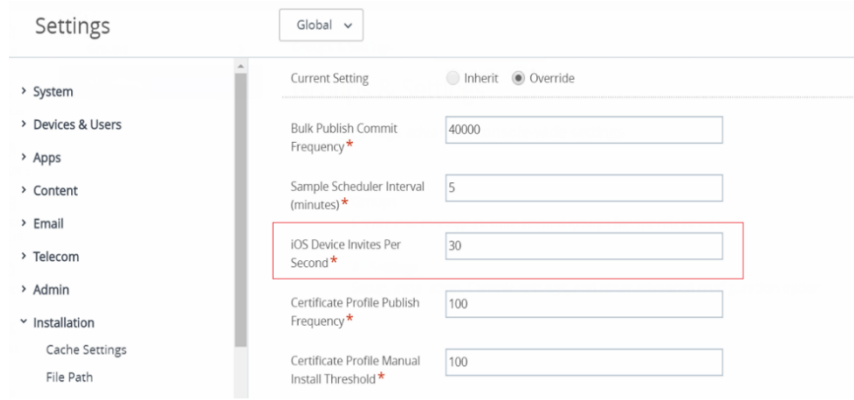 Settings
Global
System
Devices & Users
Apps
Content
Email
Telecom
Admin
Installation
Cache Settings
File Path
Current Setting
Inherit
Override
Bulk Publish Commit
Frequency*
40000
Sample Scheduler Interval
(minutes)*
5
iOS Device Invites Per
Second*
30
Certificate Profile Publish
Frequency*
100
Certificate Profile Manual
Install Threshold*
100